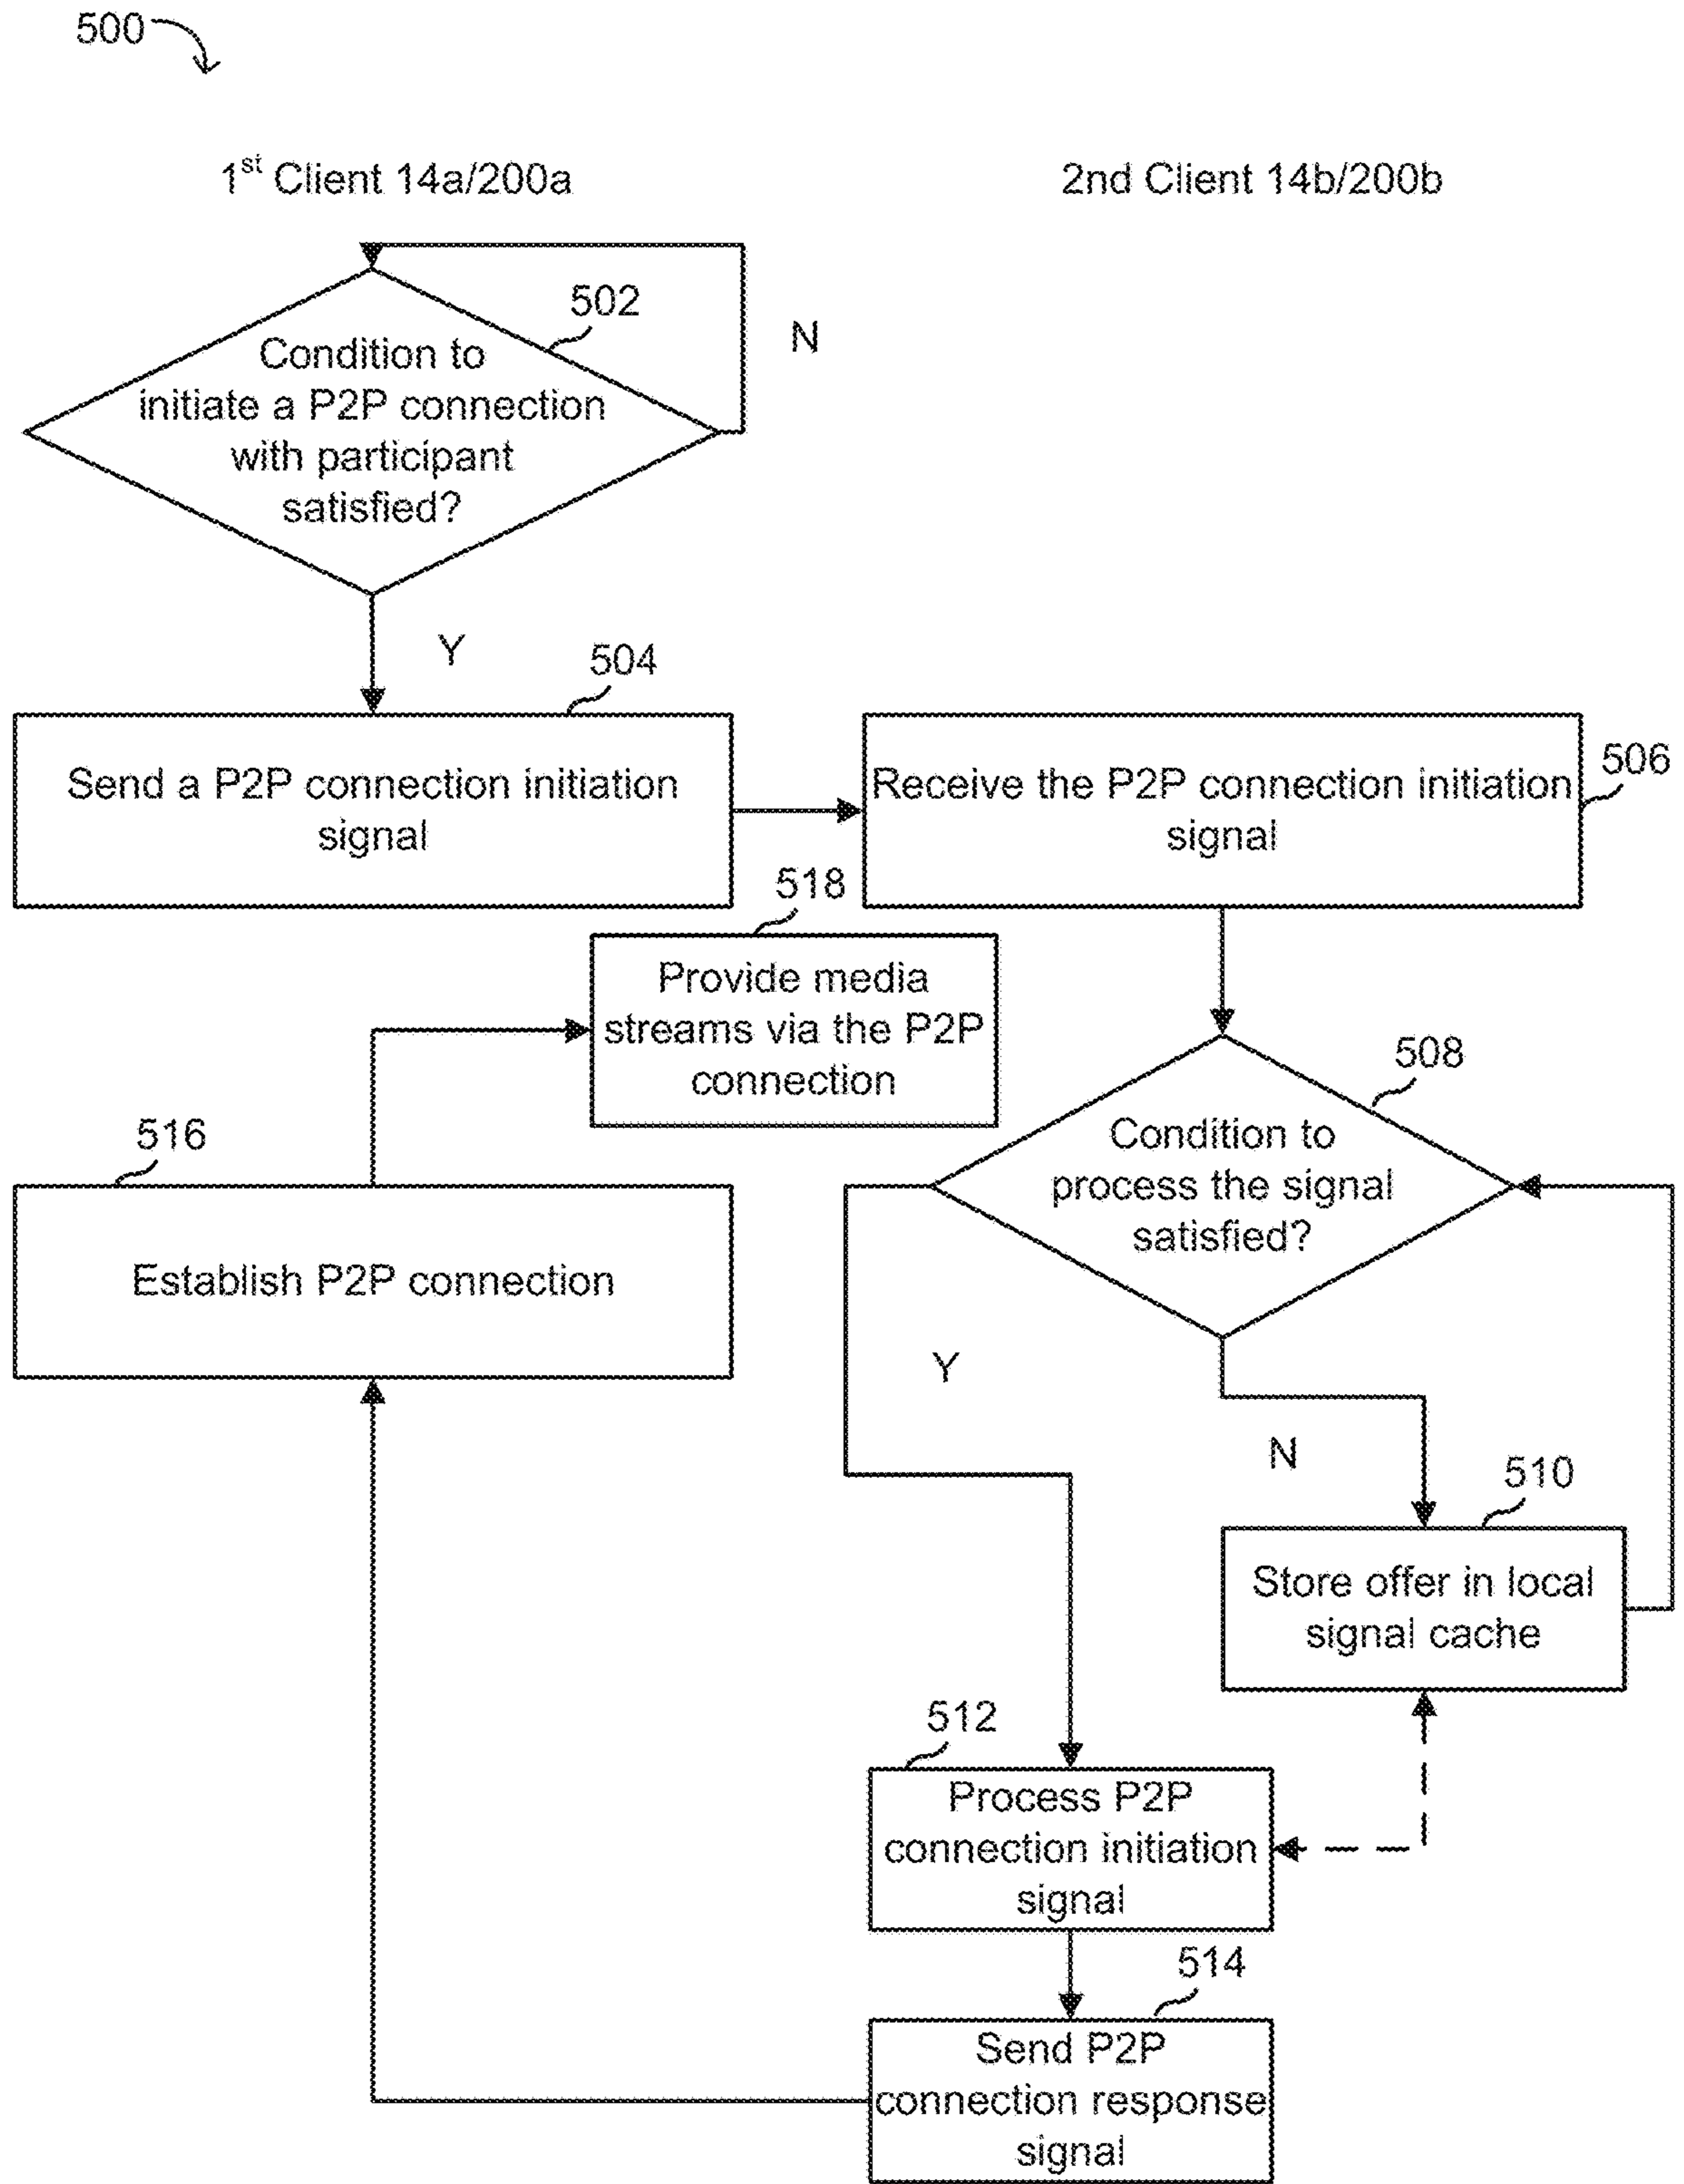 500
1st Client 14a/200a
2nd Client 14b/200b
502
Condition to
initiate a P2P connection
with participant
satisfied?
N
Y
504
Send a P2P connection initiation
signal
506
Receive the P2P connection initiation
signal
518
Provide media
streams via the P2P
connection
508
Condition to
process the signal
satisfied?
516
Establish P2P connection
Y
N
510
Store offer in local
signal cache
512
Process P2P
connection initiation
signal
514
Send P2P
connection response
signal